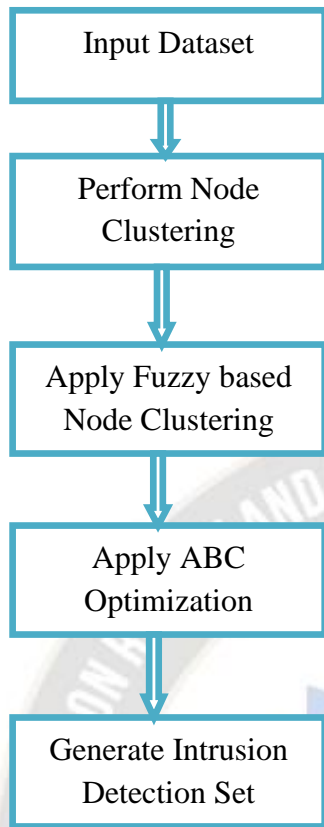 Input Dataset
Perform Node
Clustering
Apply Fuzzy based
Node Clustering
Apply ABC
Optimization
Generate Intrusion
Detection Set